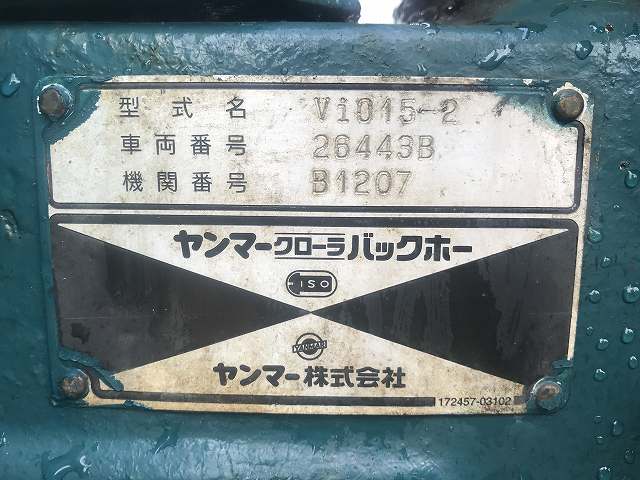 型式名 Vi015-2
車両番号 26443B
機関番号 B1207
ヤンマークローラバックホー
ISO
YANMAR
ヤンマー株式会社
172457-03102